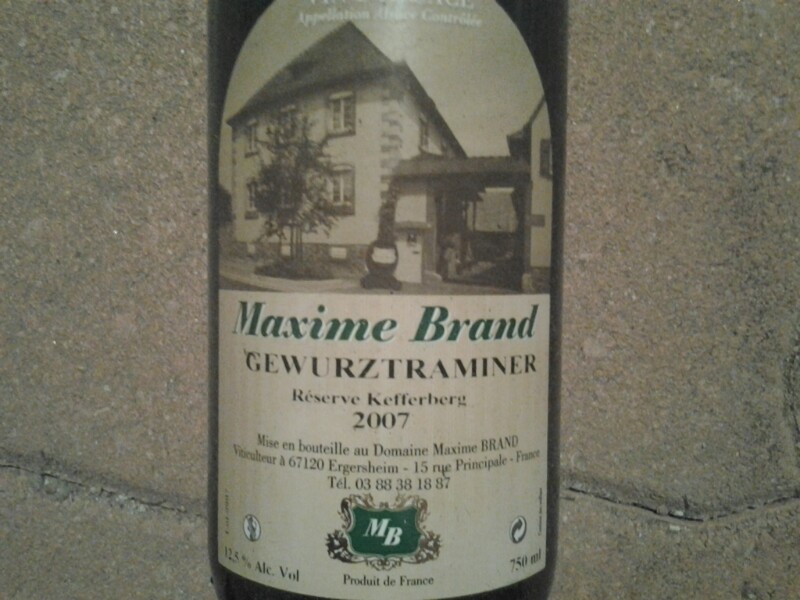 Appellation Alsace Contrôlée
Maxime Brand
GEWURZTRAMINER
Réserve Kefferberg
2007
Mise en bouteille au Domaine Maxime BRAND
Viticulteur à 67120 Ergersheim - 15 rue Principale - France
Tél. 03 88 38 18 87
MB
12,5 % Alc. Vol
750 ml
Produit de France